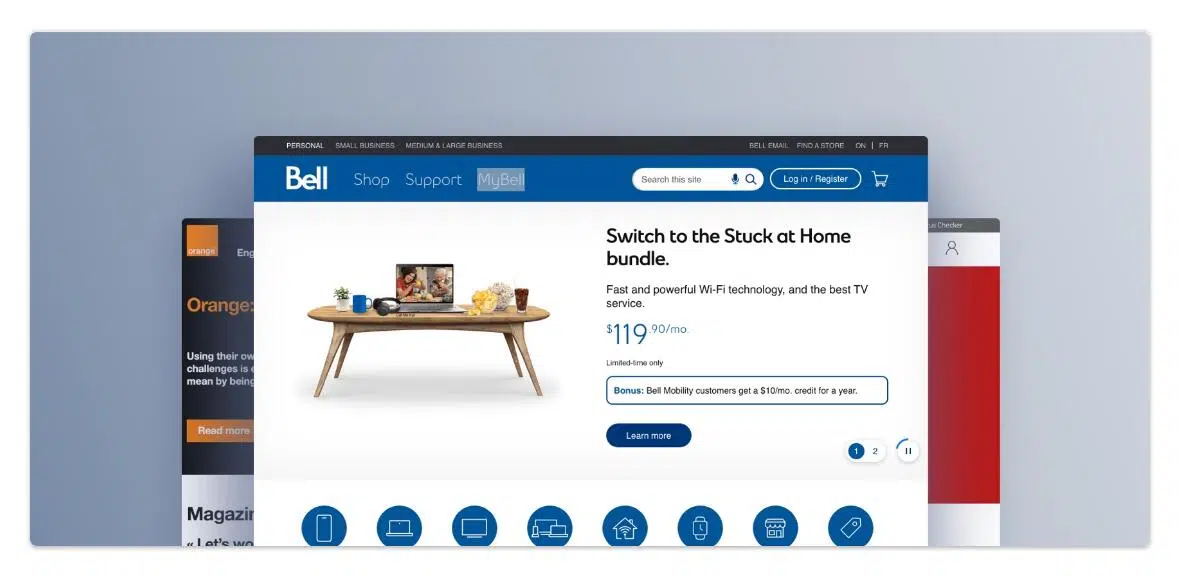 PERSONAL SMALL BUSINESS MEDIUM & LARGE BUSINESS BELL EMAIL FIND A STORE ON | FR
Bell Shop Support MyBell Search this site Log in / Register
Switch to the Stuck at Home
bundle.
Fast and powerful Wi-Fi technology, and the best TV
service.
$119.90/mo.
Limited-time only
Bonus: Bell Mobility customers get a $10/mo. credit for a year.
Learn more
1 2
orange Eng
Orange:
Using their ow
challenges is
mean by being
Read more
Magazin
« Let's wo
us Checker